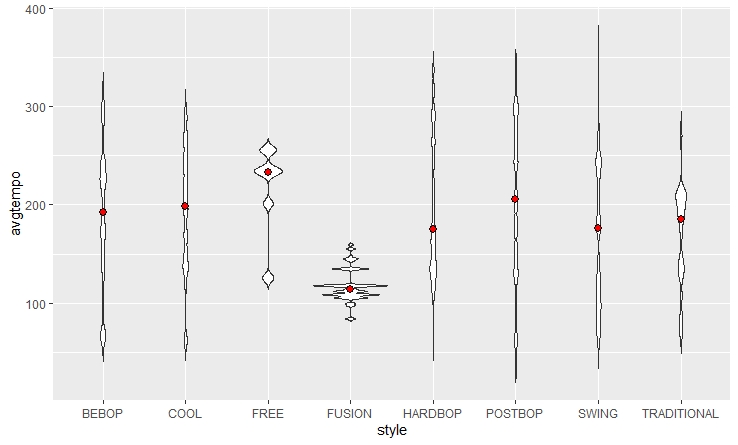 400
300
200
100
avgtempo
BEBOP COOL FREE FUSION HARDBOP POSTBOP SWING TRADITIONAL
style